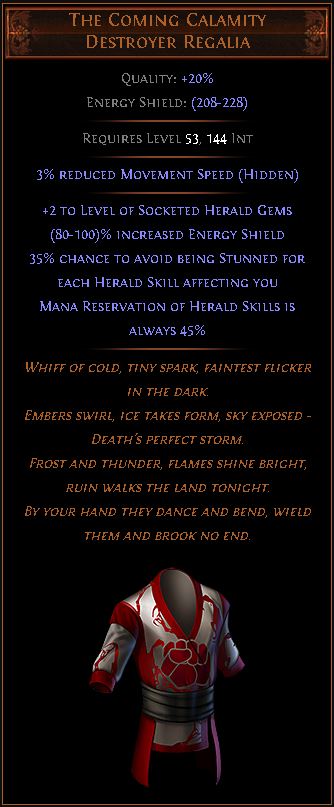 The Coming Calamity
Destroyer Regalia
Quality: +20%
Energy Shield: (208-228)
Requires Level 53, 144 Int
3% reduced Movement Speed (Hidden)
+2 to Level of Socketed Herald Gems
(80-100)% increased Energy Shield
35% chance to avoid being Stunned for
each Herald Skill affecting you
Mana Reservation of Herald Skills is
always 45%
Whiff of cold, tiny spark, faintest flicker
in the dark.
Embers swirl, ice takes form, sky exposed -
Death's perfect storm.
Frost and thunder, flames shine bright,
ruin walks the land tonight.
By your hand they dance and bend, wield
them and brook no end.